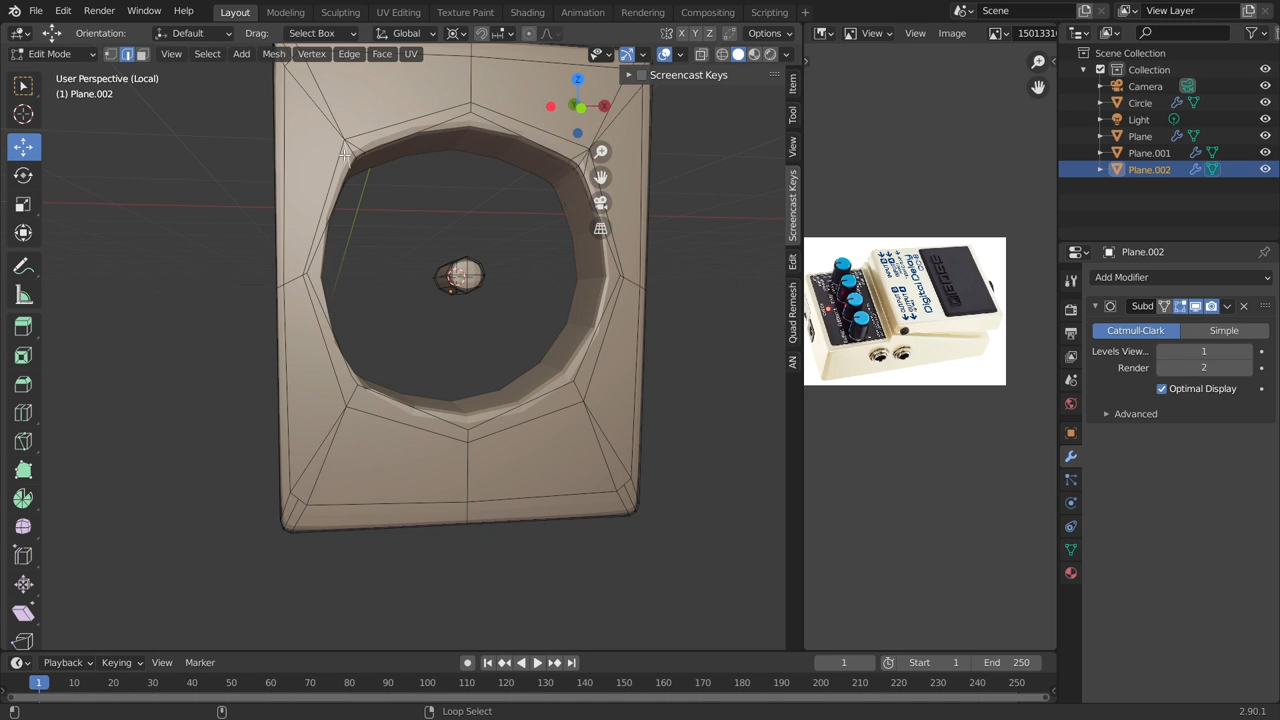 File Edit Render Window Help
Layout Modeling Sculpting UV Editing Texture Paint Shading Animation Rendering Compositing Scripting +
Scene
View Layer
Orientation: Default Drag: Select Box Global X Y Z Options
View View Image 1501331
Edit Mode View Select Add Mesh Vertex Edge Face UV
User Perspective (Local)
(1) Plane.002
Screencast Keys
Z
X
Item
Tool
View
Screencast Keys
Edit
Quad Remesh
AN
Digital Delay
Scene Collection
Collection
Camera
Circle
Light
Plane
Plane.001
Plane.002
Plane.002
Add Modifier
Subd
Catmull-Clark Simple
Levels View... 1
Render 2
Optimal Display
Advanced
Playback Keying View Marker
1 Start 1 End 250
1 10 20 30 40 50 60 70 80 90 100 110 120 130 140 150 160 170 180 190 200 210 220 230 240 250
Loop Select
2.90.1